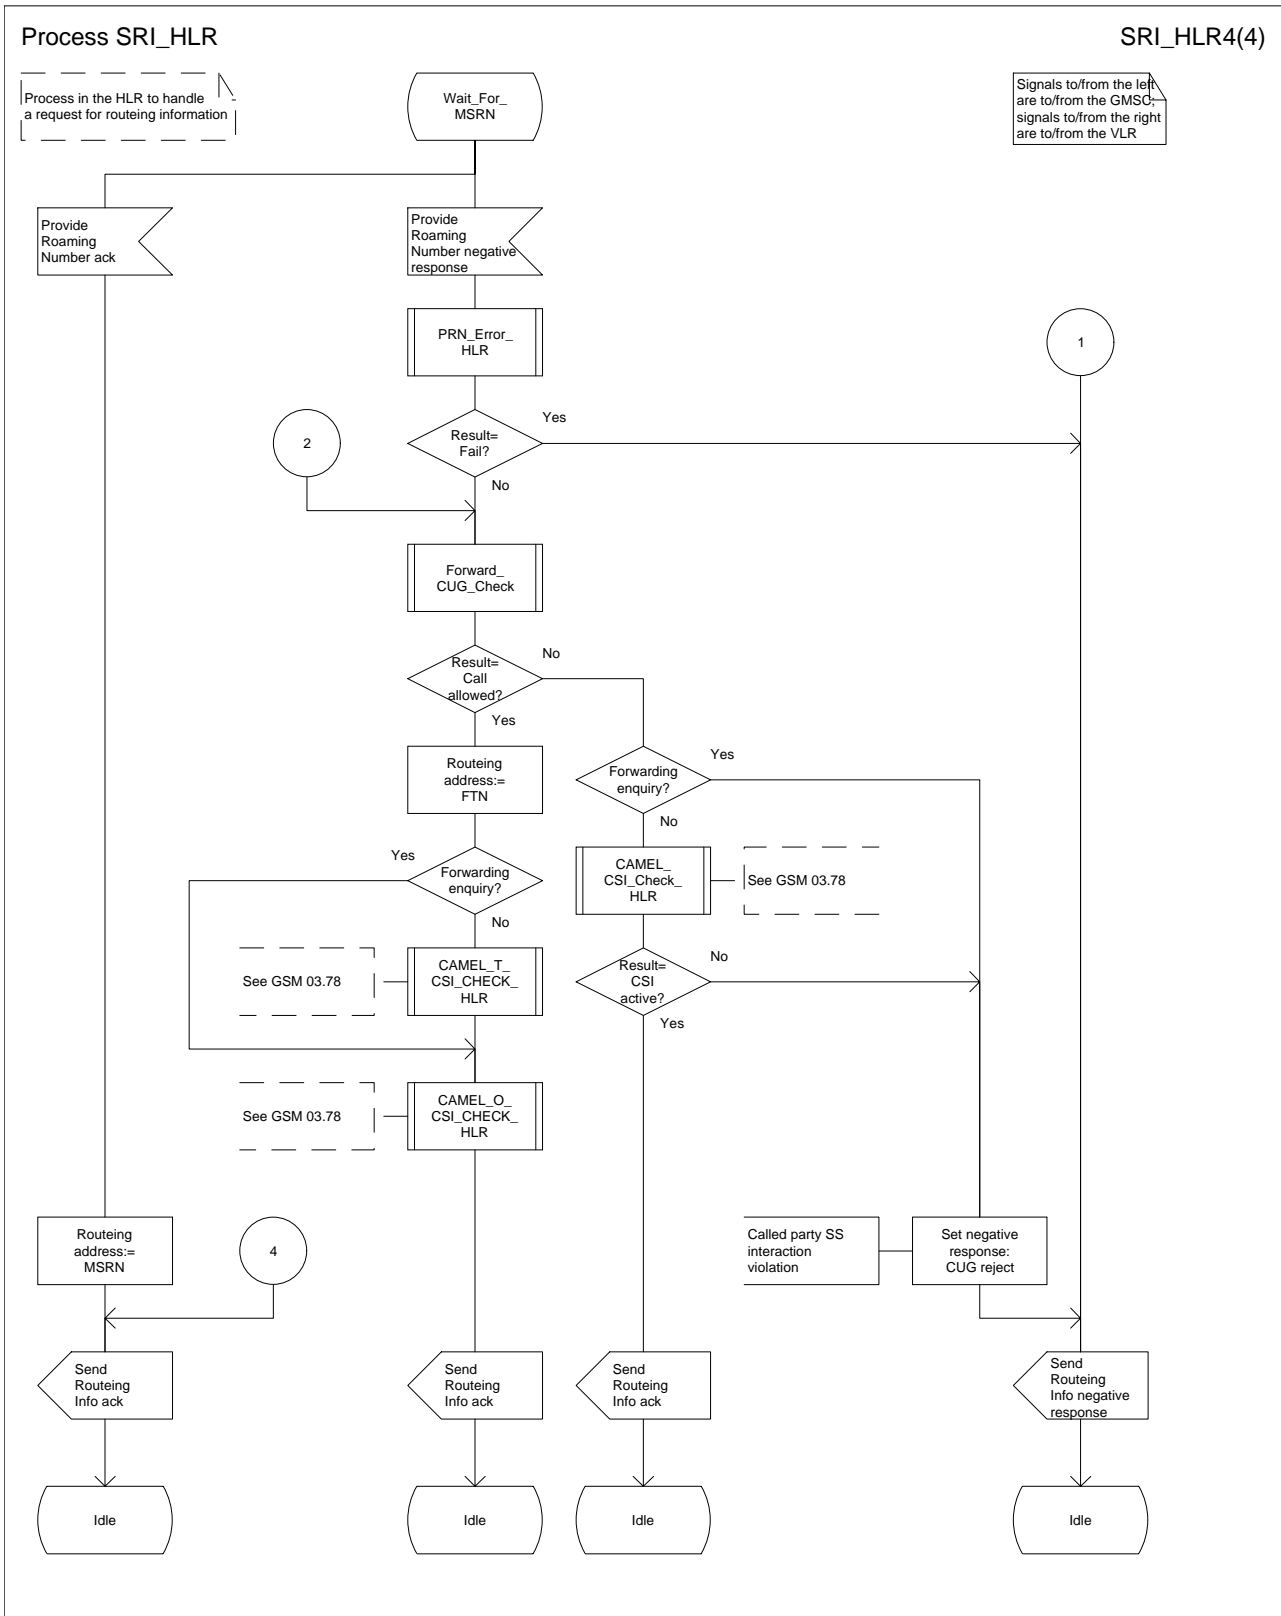 Process SRI_HLR
SRI_HLR4(4)
Process in the HLR to handle
a request for routeing information
Wait_For_
MSRN
Signals to/from the left
are to/from the GMSC;
signals to/from the right
are to/from the VLR
Provide
Roaming
Number ack
Provide
Roaming
Number negative
response
PRN_Error_
HLR
1
2
Result=
Fail?
Yes
No
Forward_
CUG_Check
Result=
Call
allowed?
No
Yes
Routeing
address:=
FTN
Forwarding
enquiry?
Yes
No
Yes
Forwarding
enquiry?
No
CAMEL_
CSI_Check_
HLR
See GSM 03.78
See GSM 03.78
CAMEL_T_
CSI_CHECK_
HLR
Result=
CSI
active?
No
Yes
See GSM 03.78
CAMEL_O_
CSI_CHECK_
HLR
Routeing
address:=
MSRN
4
Called party SS
interaction
violation
Set negative
response:
CUG reject
Send
Routeing
Info ack
Send
Routeing
Info ack
Send
Routeing
Info ack
Send
Routeing
Info negative
response
Idle
Idle
Idle
Idle